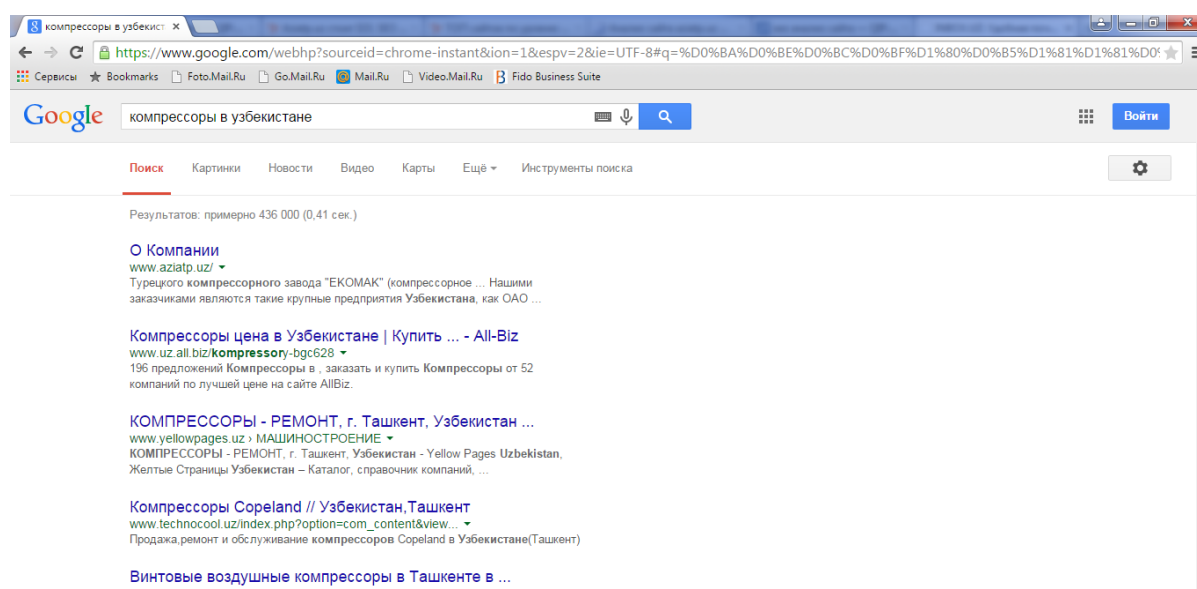 компрессоры в узбекист
https://www.google.com/webhp?sourceid=chrome-instant&ion=1&espv=2&ie=UTF-8#q=%D0%BA%D0%BE%D0%BC%D0%BF%D1%80%D0%B5%D1%81%D1%81%D0%
Сервисы Bookmarks Foto.Mail.Ru Go.Mail.Ru Mail.Ru Video.Mail.Ru Fido Business Suite
Google компрессоры в узбекистане Войти
Поиск Картинки Новости Видео Карты Ещё Инструменты поиска
Результатов: примерно 436 000 (0,41 сек.)
О Компании
www.aziatp.uz/
Турецкого компрессорного завода "EKOMAK" (компрессорное ... Нашими
заказчиками являются такие крупные предприятия Узбекистана, как ОАО ...
Компрессоры цена в Узбекистане | Купить ... - All-Biz
www.uz.all.biz/kompressory-bgc628
196 предложений Компрессоры в , заказать и купить Компрессоры от 52
компаний по лучшей цене на сайте AllBiz.
КОМПРЕССОРЫ - РЕМОНТ, г. Ташкент, Узбекистан ...
www.yellowpages.uz › МАШИНОСТРОЕНИЕ
КОМПРЕССОРЫ - РЕМОНТ, г. Ташкент, Узбекистан - Yellow Pages Uzbekistan,
Желтые Страницы Узбекистан – Каталог, справочник компаний, ...
Компрессоры Copeland // Узбекистан,Ташкент
www.technocool.uz/index.php?option=com_content&view...
Продажа,ремонт и обслуживание компрессоров Copeland в Узбекистане(Ташкент)
Винтовые воздушные компрессоры в Ташкенте в ...